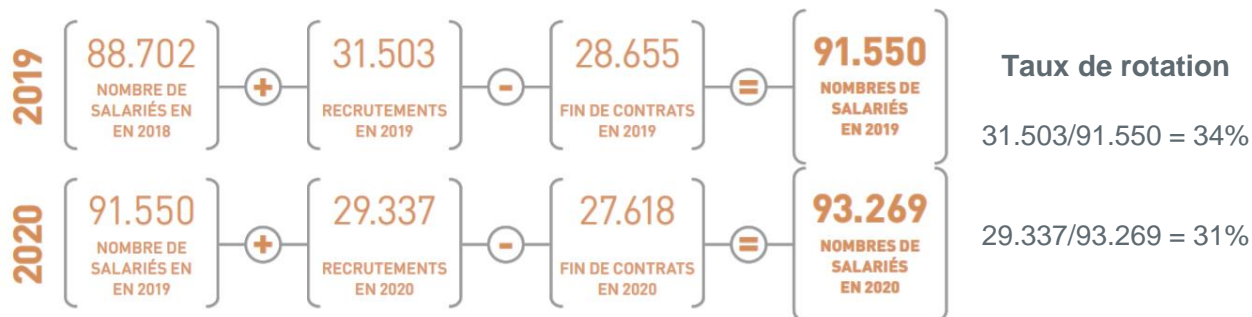 2019
88.702
NOMBRE DE
SALARIÉS EN
EN 2018
+
31.503
RECRUTEMENTS
EN 2019
-
28.655
FIN DE CONTRATS
EN 2019
=
91.550
NOMBRES DE
SALARIÉS
EN 2019
Taux de rotation
31.503/91.550 = 34%
2020
91.550
NOMBRE DE
SALARIÉS EN
EN 2019
+
29.337
RECRUTEMENTS
EN 2020
-
27.618
FIN DE CONTRATS
EN 2020
=
93.269
NOMBRES DE
SALARIÉS
EN 2020
29.337/93.269 = 31%